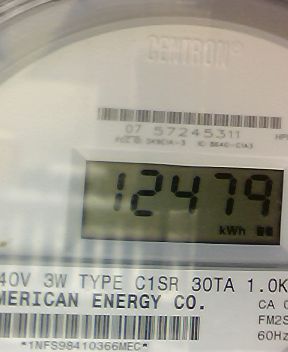 CENTRON®
07 57245311
12479
kWh
40V 3W TYPE C1SR 30TA 1.0K
MERICAN ENERGY CO.
CA
FM2S
60Hz
*1NFS98410366MEC*